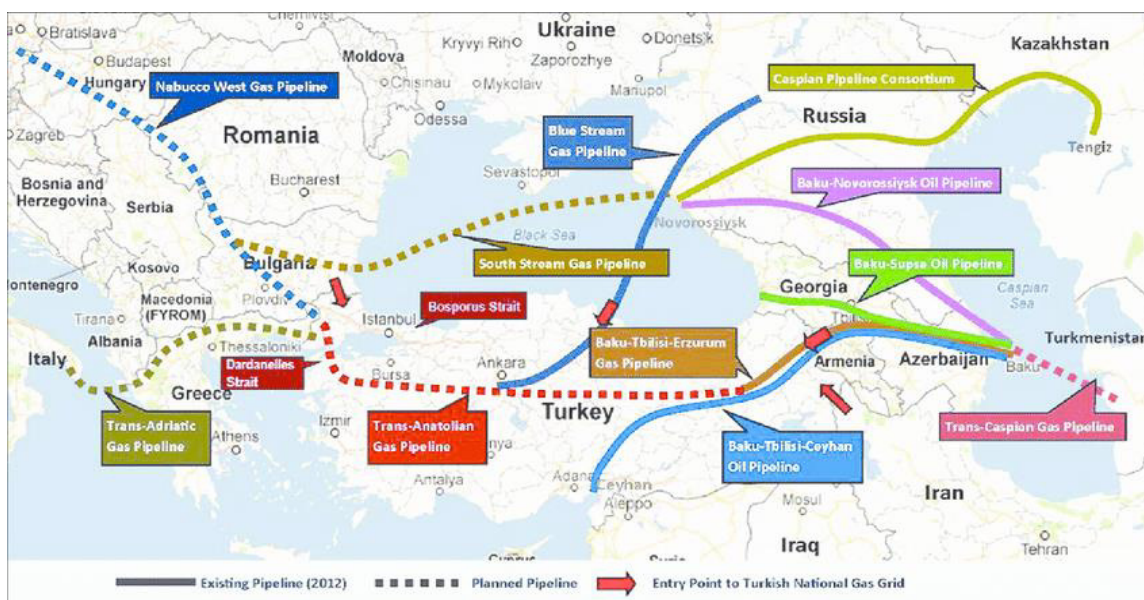 Bratislava
Chernivtsi
Ukraine
Kryvyi Rih
Donets'k
Kazakhstan
Budapest
Moldova
Zaporozhye
Hungary
Nabucco West Gas Pipeline
Chisinau
Mykolaiv
Mariupol
Caspian Pipeline Consortium
Odessa
Russia
Zagreb
Romania
Blue Stream
Gas Pipeline
Tengiz
Bosnia and
Herzegovina
Bucharest
Sevastopol
Baku-Novorossiysk Oil Pipeline
Serbia
Novorossiysk
Black Sea
Kosovo
Bulgaria
South Stream Gas Pipeline
Baku-Supsa Oil Pipeline
Montenegro
Macedonia
(FYROM)
Plovdiv
Georgia
Caspian
Sea
Tirana
Albania
Istanbul
Bosporus Strait
Turkmenistan
Italy
Thessaloniki
Dardanelles
Strait
Bursa
Ankara
Baku-Tbilisi-Erzurum
Gas Pipeline
Armenia
Azerbaijan
Baku
Greece
Trans-Adriatic
Gas Pipeline
Athens
Izmir
Trans-Anatolian
Gas Pipeline
Turkey
Baku-Tbilisi-Ceyhan
Oil Pipeline
Trans-Caspian Gas Pipeline
Antalya
Adana
Ceyhan
Aleppo
Mosul
Iran
Iraq
Tehran
Existing Pipeline (2012)
Planned Pipeline
Entry Point to Turkish National Gas Grid